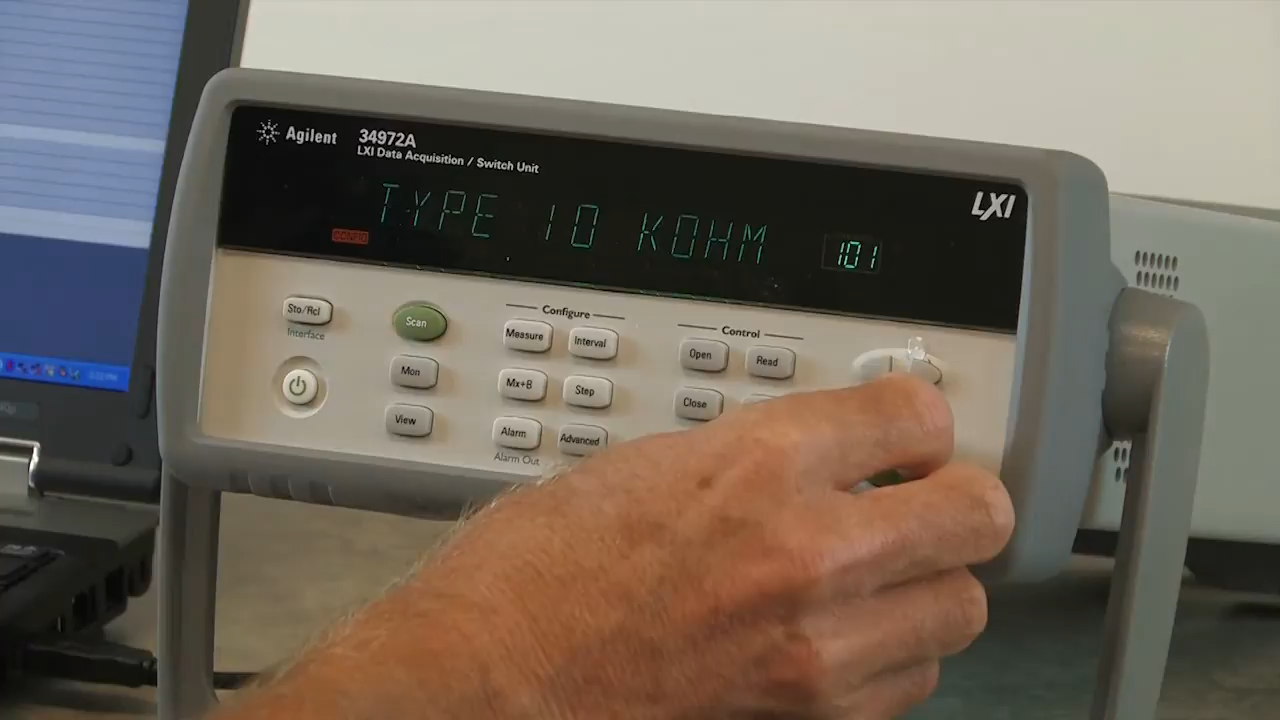 Agilent 34972A
LXI Data Acquisition / Switch Unit
LXI
TYPE 10 KOHM
101
CONFIG
Sto/Rcl
Interface
Scan
Mon
View
Configure
Measure
Interval
Mx+B
Step
Alarm
Advanced
Alarm Out
Control
Open
Read
Close